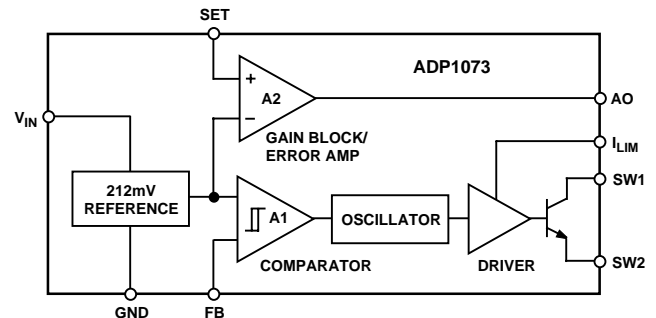 SET
ADP1073
+
A2
−
AO
V_IN
GAIN BLOCK/
ERROR AMP
I_LIM
212mV
REFERENCE
SW1
A1
OSCILLATOR
COMPARATOR
DRIVER
SW2
GND
FB